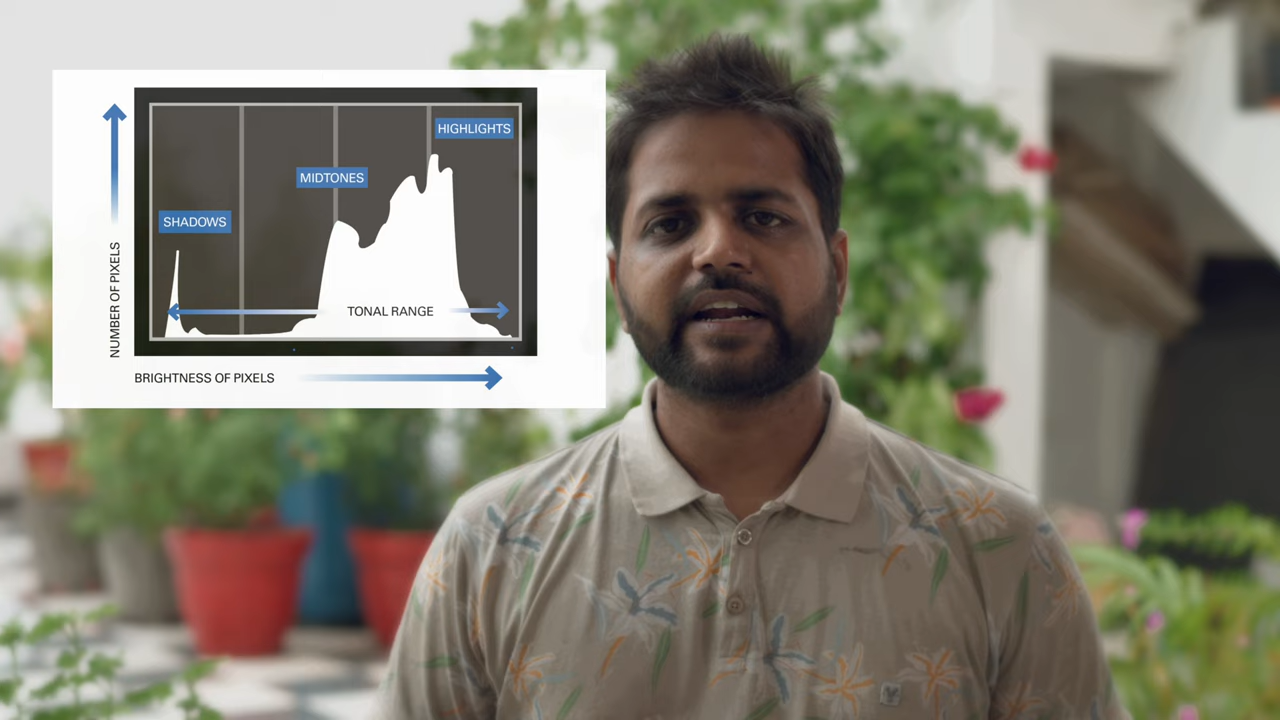 HIGHLIGHTS
MIDTONES
SHADOWS
TONAL RANGE
NUMBER OF PIXELS
BRIGHTNESS OF PIXELS